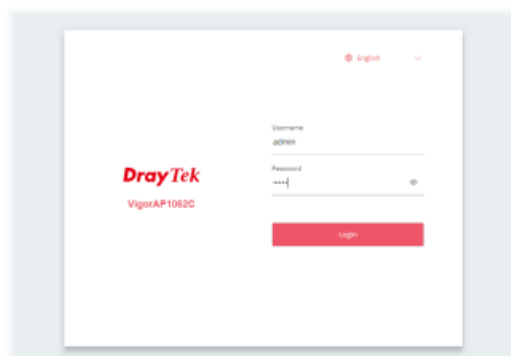 English
Username
admin
Password
•••••
DrayTek
VigorAP1062C
Login